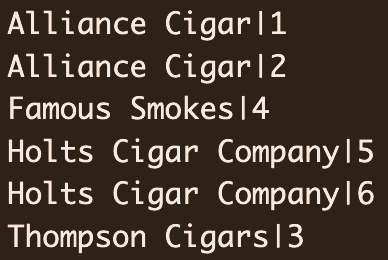 Alliance Cigar|1
Alliance Cigar|2
Famous Smokes|4
Holts Cigar Company|5
Holts Cigar Company|6
Thompson Cigars|3